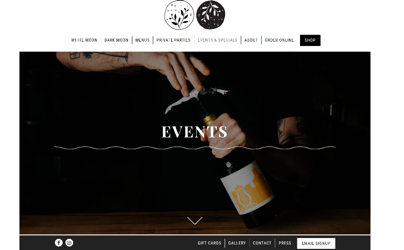 WHITE MOON DARK MOON MENUS PRIVATE PARTIES EVENTS & SPECIALS ABOUT ORDER ONLINE SHOP
EVENTS
GIFT CARDS GALLERY CONTACT PRESS EMAIL SIGNUP